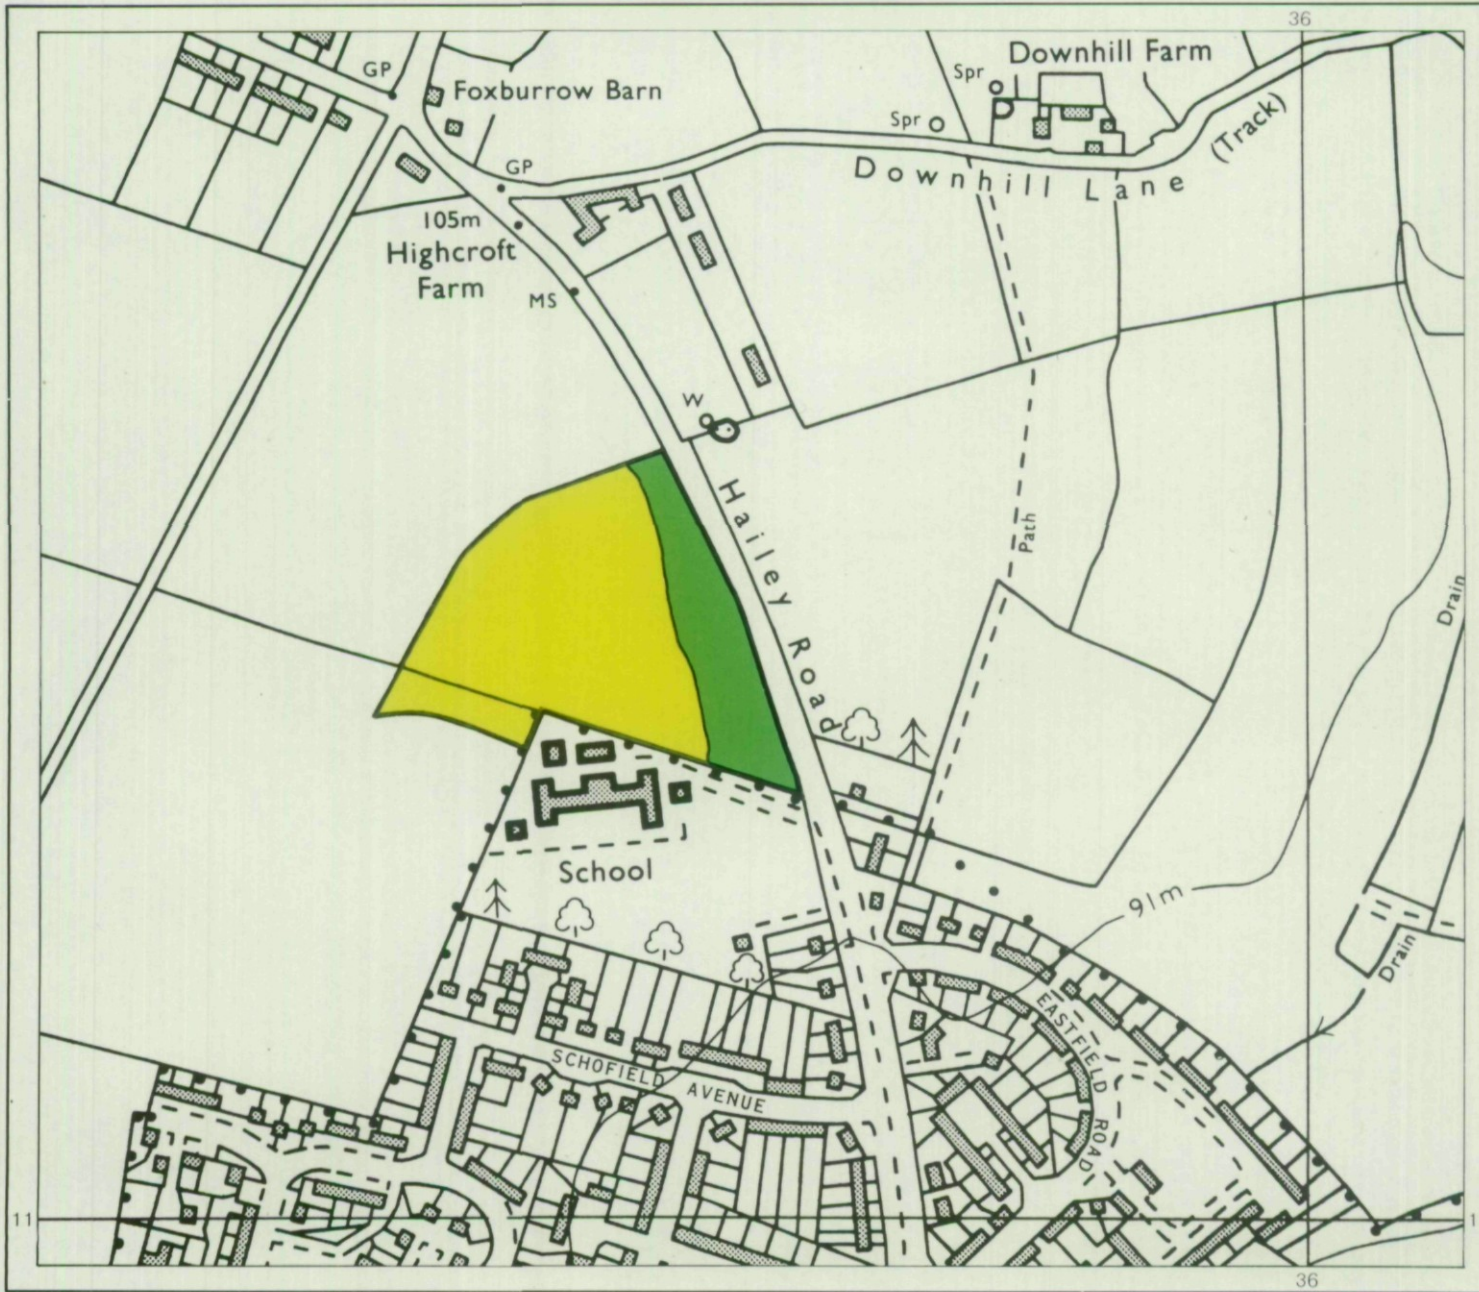 36
GP
Foxburrow Barn
Spr
Downhill Farm
Spr
(Track)
GP
Downhill Lane
105m
Highcroft
Farm
MS
W
Hailey Road
Path
Drain
School
91m
Drain
EASTFIELD ROAD
SCHOFIELD AVENUE
11
1
36